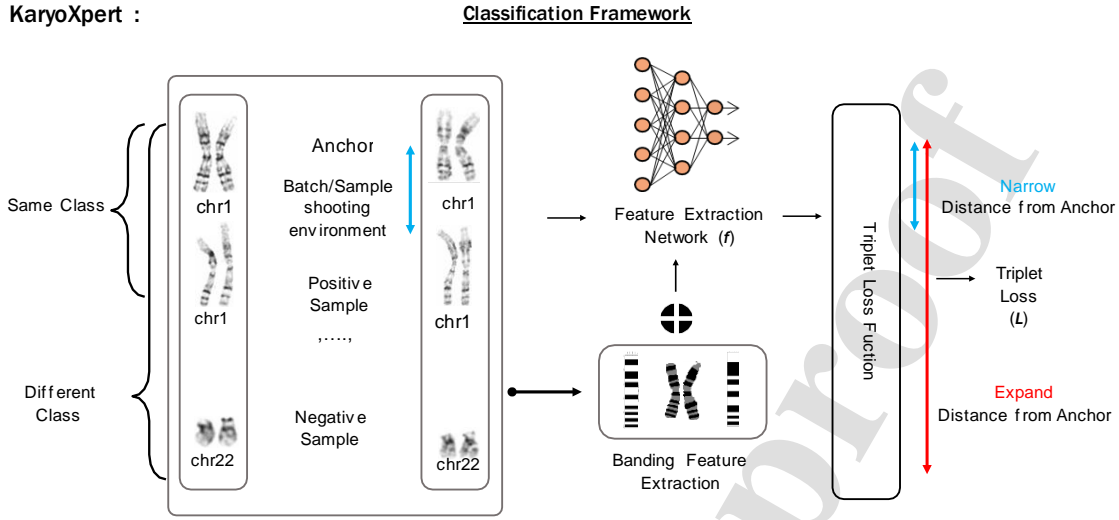 KaryoXpert :
Classification Framework
Same Class
Different
Class
chr1
chr1
chr22
Anchor
Batch/Sample
shooting
environment
Positive
Sample
,....,
Negative
Sample
chr1
chr1
chr22
Feature Extraction
Network (f)
Banding Feature
Extraction
Triplet Loss Fuction
Narrow
Distance from Anchor
Triplet
Loss
(L)
Expand
Distance from Anchor
proof